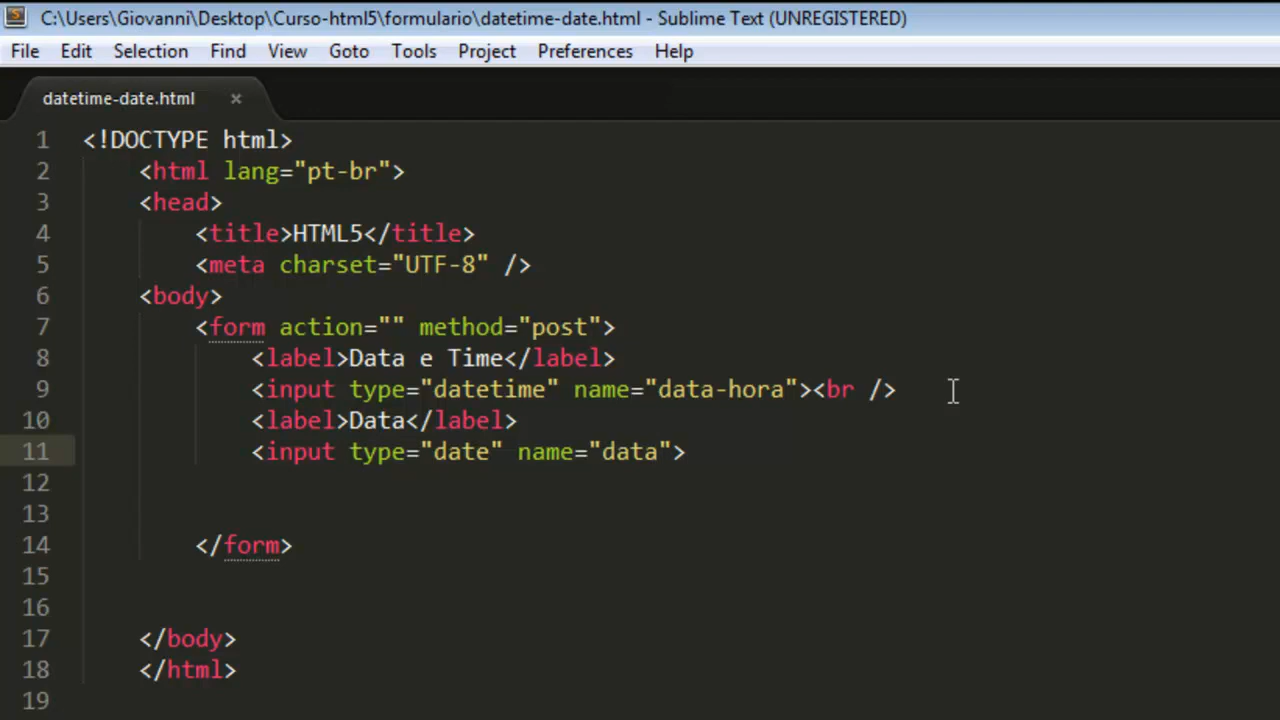 C:\Users\Giovanni\Desktop\Curso-html5\formulario\datetime-date.html - Sublime Text (UNREGISTERED)
File Edit Selection Find View Goto Tools Project Preferences Help
datetime-date.html ×
1 <!DOCTYPE html>
2 <html lang="pt-br">
3 <head>
4 <title>HTML5</title>
5 <meta charset="UTF-8" />
6 <body>
7 <form action="" method="post">
8 <label>Data e Time</label>
9 <input type="datetime" name="data-hora"><br />
10 <label>Data</label>
11 <input type="date" name="data">
12
13
14 </form>
15
16
17 </body>
18 </html>
19